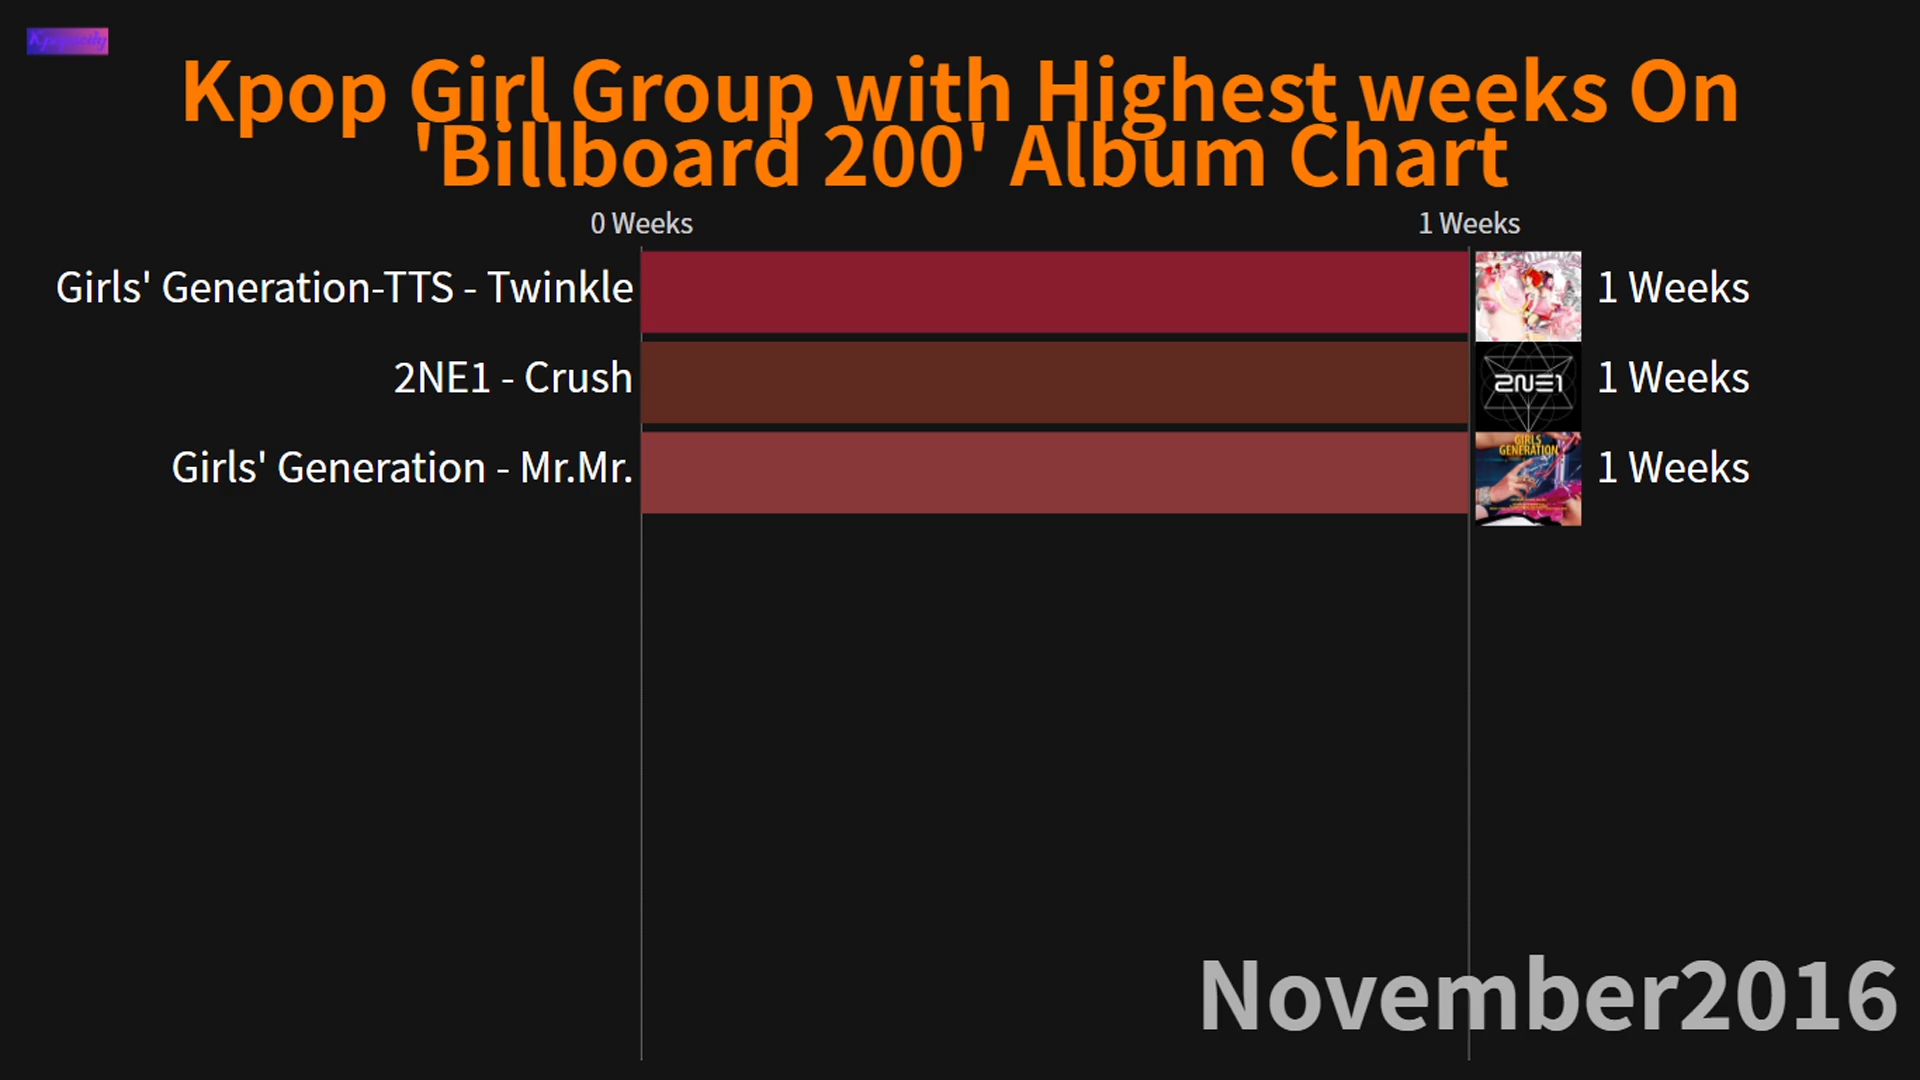 Kpop Girl Group with Highest weeks On
'Billboard 200' Album Chart
0 Weeks 1 Weeks
Girls' Generation-TTS - Twinkle 1 Weeks
2NE1 - Crush 2NE1 1 Weeks
GIRLS
GENERATION
Girls' Generation - Mr.Mr. 1 Weeks
November2016